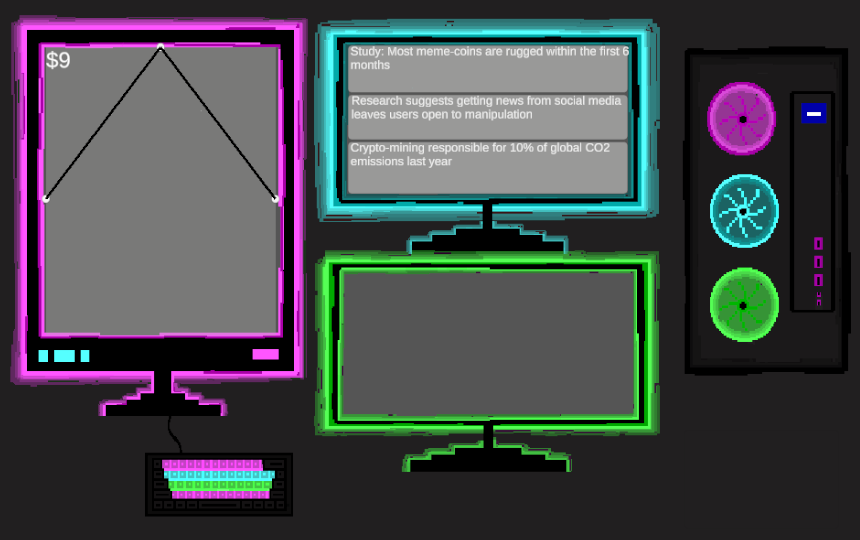 $9
Study: Most meme-coins are rugged within the first 6
months
Research suggests getting news from social media
leaves users open to manipulation
Crypto-mining responsible for 10% of global CO2
emissions last year